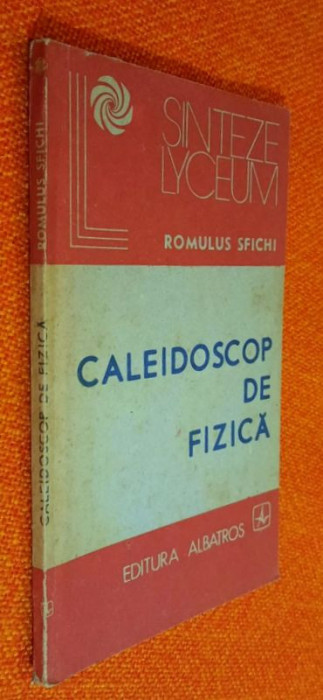 SINTEZE
LYCEUM
ROMULUS SFICHI
CALEIDOSCOP
DE
FIZICĂ
EDITURA ALBATROS
ROMULUS SFICHI
CALEIDOSCOP DE FIZICĂ